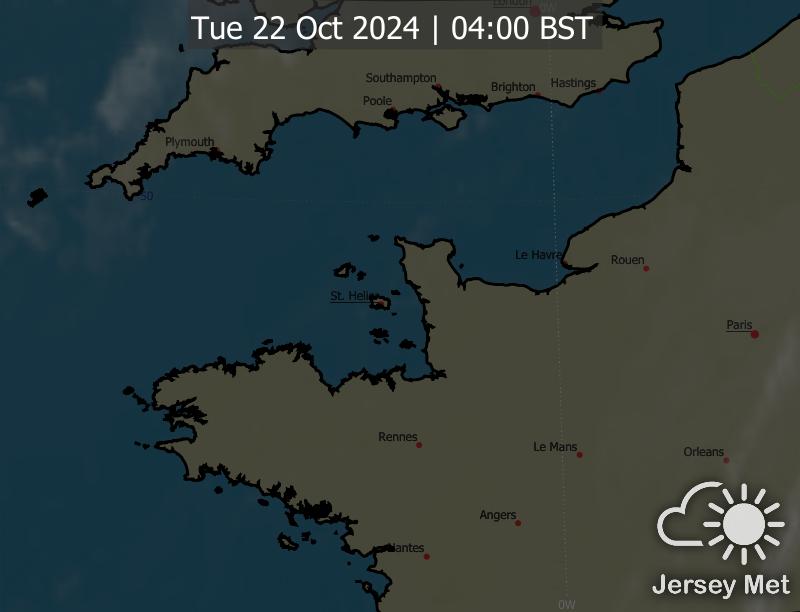 London
0W
Tue 22 Oct 2024 | 04:00 BST
Southampton
Brighton
Hastings
Poole
Plymouth
50
Le Havre
Rouen
St. Helier
Paris
Rennes
Le Mans
Orleans
Angers
Nantes
Jersey Met
0W